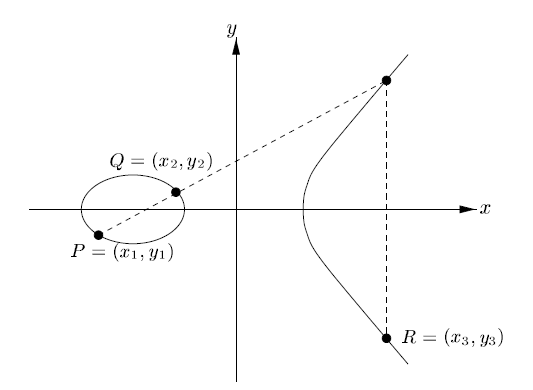 y
Q = (x₂, y₂)
x
P = (x₁, y₁)
R = (x₃, y₃)